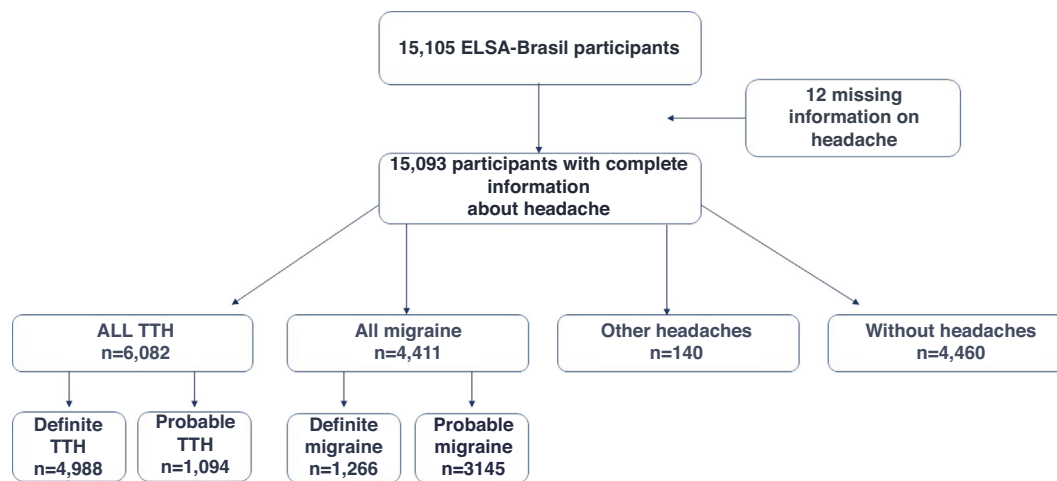 15,105 ELSA-Brasil participants
12 missing
information on
headache
15,093 participants with complete
information
about headache
ALL TTH
n=6,082
All migraine
n=4,411
Other headaches
n=140
Without headaches
n=4,460
Definite
TTH
n=4,988
Probable
TTH
n=1,094
Definite
migraine
n=1,266
Probable
migraine
n=3145